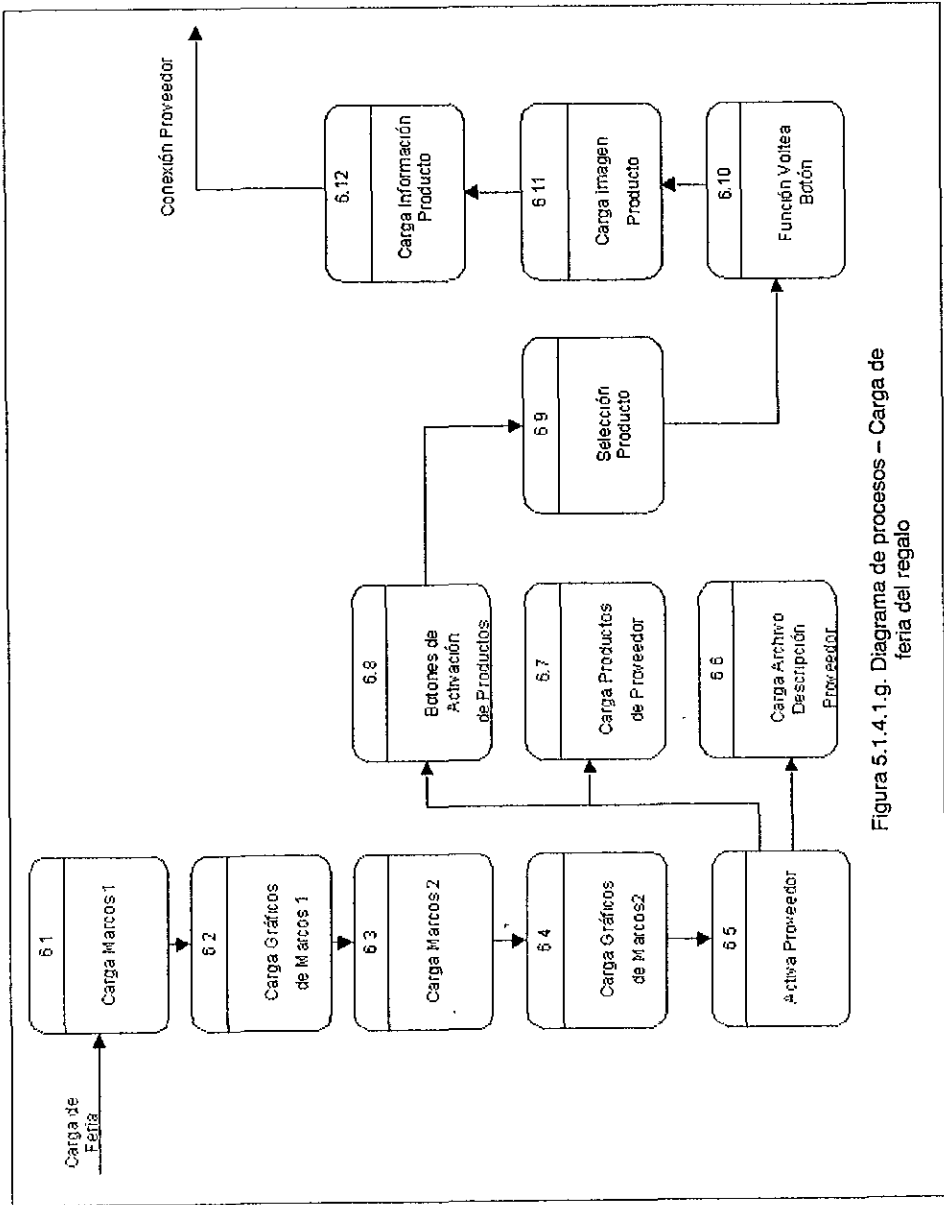 Carga de
Feria
6 1
Carga Marcos 1
6 2
Carga Gráficos
de Marcos 1
6 3
Carga Marcos 2
6 4
Carga Gráficos
de Marcos2
6 5
Activa Proveedor
6.8
Botones de
Activación
de Productos
6.7
Carga Productos
de Proveedor
6 6
Carga Archivo
Descripción
Proveedor
6 9
Selección
Producto
6.12
Carga Información
Producto
6 11
Carga Imagen
Producto
6.10
Función Voltea
Botón
Conexión Proveedor
Figura 5.1.4.1.g. Diagrama de procesos – Carga de
feria del regalo